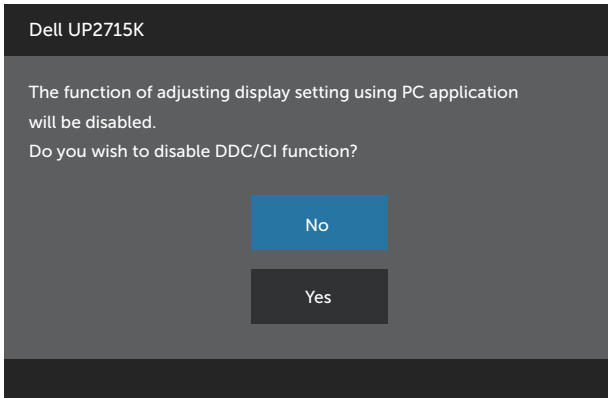 Dell UP2715K
The function of adjusting display setting using PC application
will be disabled.
Do you wish to disable DDC/CI function?
No
Yes